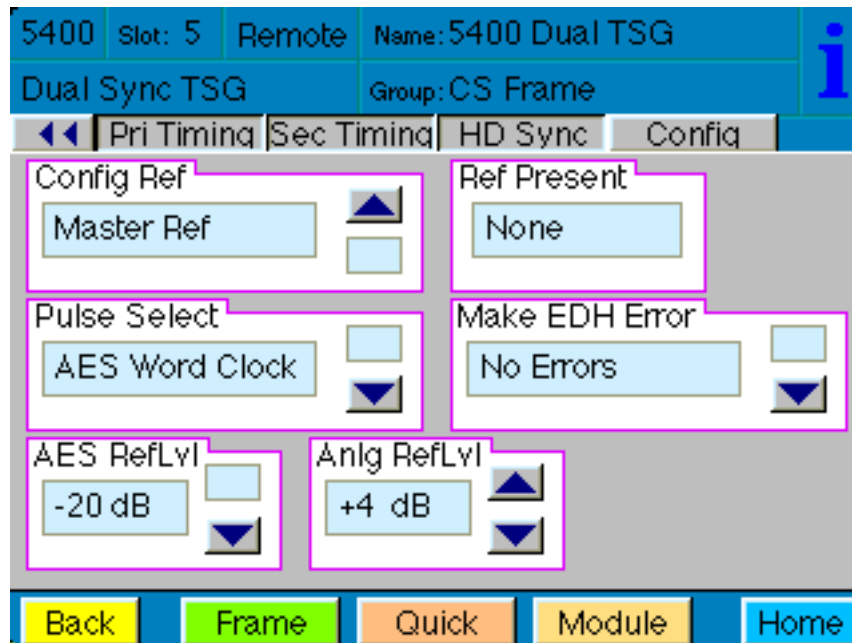 5400 Slot: 5 Remote Name: 5400 Dual TSG
Dual Sync TSG Group: CS Frame
Pri Timing Sec Timing HD Sync Config
Config Ref Ref Present
Master Ref None
Pulse Select Make EDH Error
AES Word Clock No Errors
AES RefLvl Anlg RefLvl
-20 dB +4 dB
Back Frame Quick Module Home